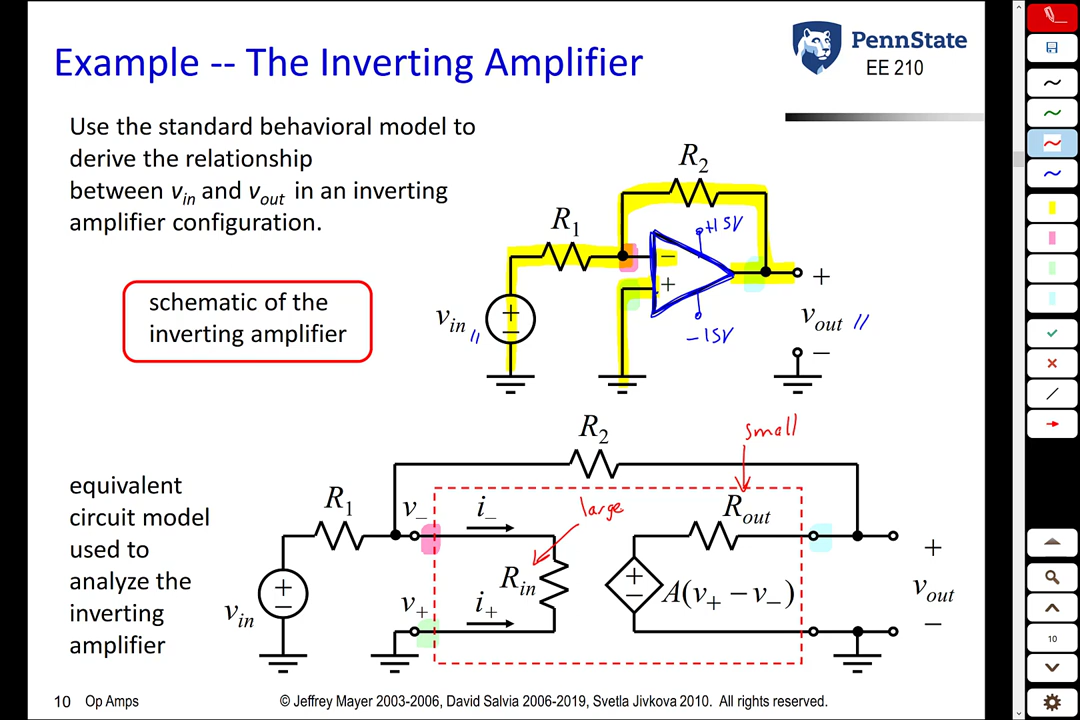 Example -- The Inverting Amplifier
PennState
EE 210
Use the standard behavioral model to
derive the relationship
between vin and vout in an inverting
amplifier configuration.
schematic of the
inverting amplifier
R2
R1
+15V
−
+
−15V
vin
+
−
+
vout
−
equivalent
circuit model
used to
analyze the
inverting
amplifier
R2
small
R1
v−
i−
large
Rout
Rin
vin
+
−
v+
i+
+
−
A(v+ − v−)
+
vout
−
10 Op Amps
© Jeffrey Mayer 2003-2006, David Salvia 2006-2019, Svetla Jivkova 2020. All rights reserved.
10